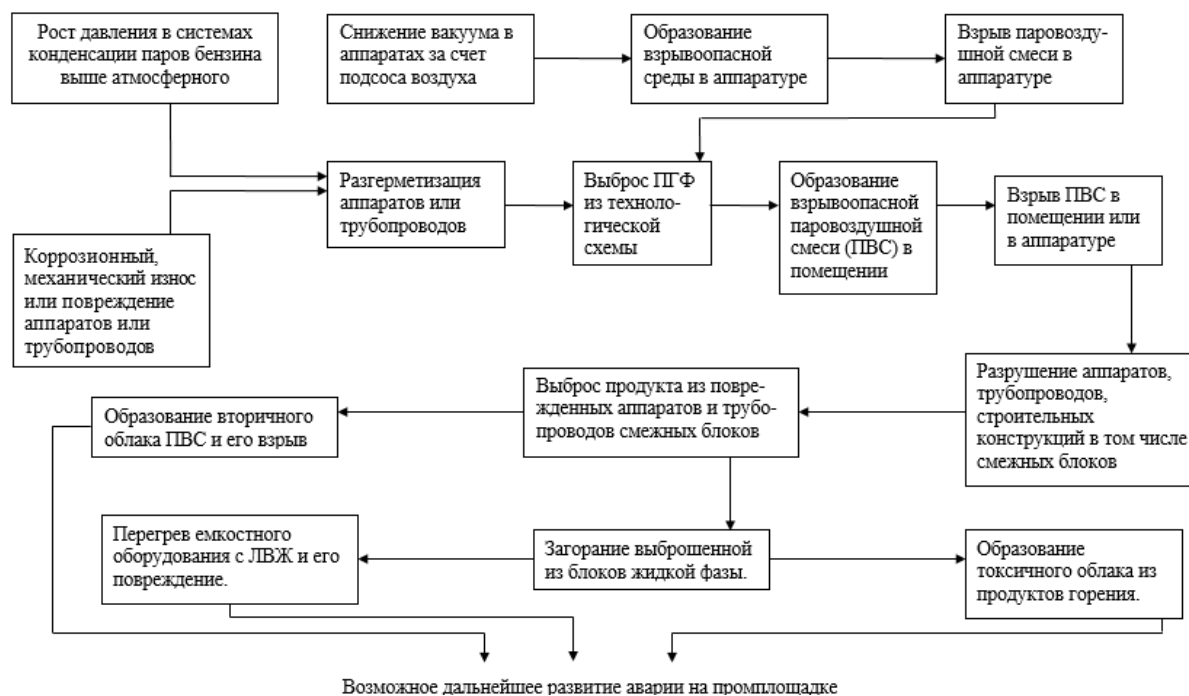 Рост давления в системах
конденсации паров бензина
выше атмосферного
Снижение вакуума в
аппаратах за счет
подсоса воздуха
Образование
взрывоопасной
среды в аппаратуре
Взрыв паровозду-
шной смеси в
аппаратуре
Разгерметизация
аппаратов или
трубопроводов
Выброс ПГФ
из техноло-
гической
схемы
Образование
взрывоопасной
паровоздушной
смеси (ПВС) в
помещении
Взрыв ПВС в
помещении или
в аппаратуре
Коррозионный,
механический износ
или повреждение
аппаратов или
трубопроводов
Разрушение аппаратов,
трубопроводов,
строительных
конструкций в том числе
смежных блоков
Выброс продукта из повре-
жденных аппаратов и трубо-
проводов смежных блоков
Образование вторичного
облака ПВС и его взрыв
Перегрев емкостного
оборудования с ЛВЖ и его
повреждение.
Загорание выброшенной
из блоков жидкой фазы.
Образование
токсичного облака из
продуктов горения.
Возможное дальнейшее развитие аварии на промплощадке